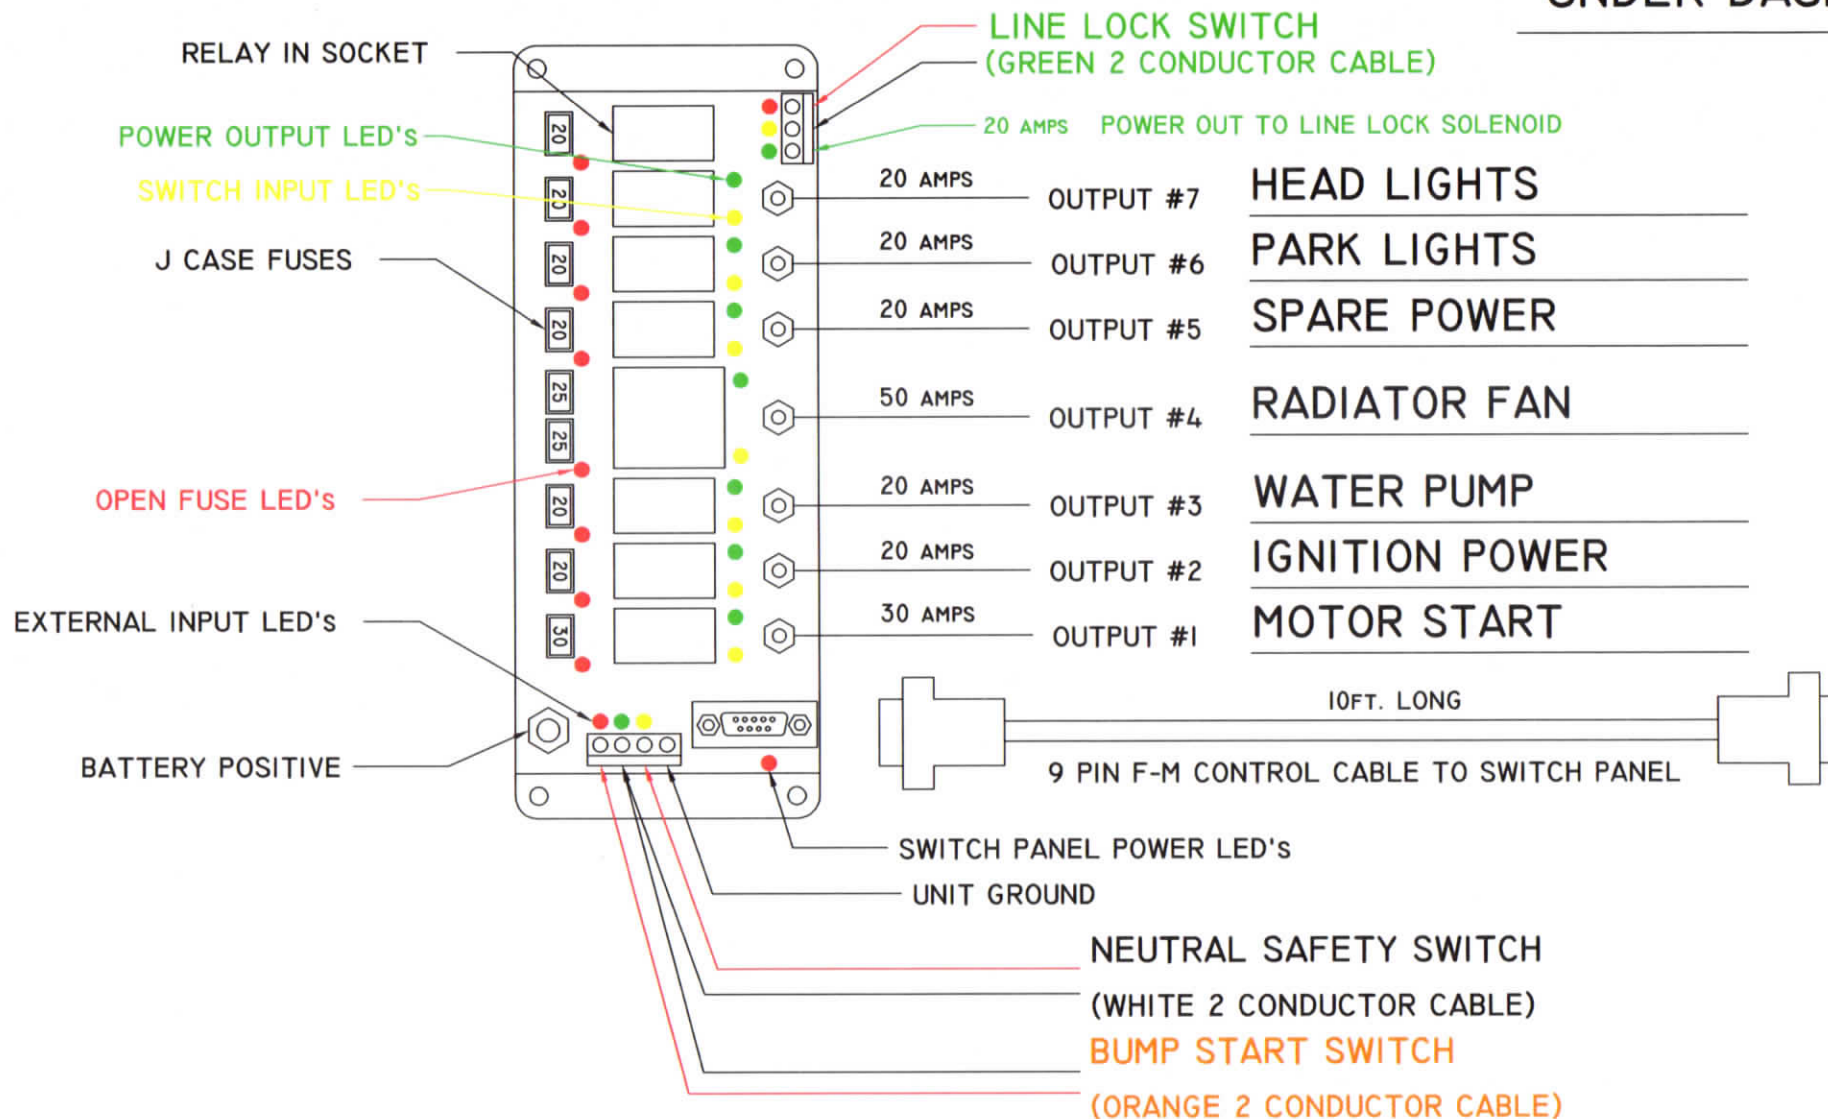 UNDER DASH
RELAY IN SOCKET
LINE LOCK SWITCH
(GREEN 2 CONDUCTOR CABLE)
POWER OUTPUT LED's
20 AMPS POWER OUT TO LINE LOCK SOLENOID
SWITCH INPUT LED's
J CASE FUSES
OPEN FUSE LED's
EXTERNAL INPUT LED's
BATTERY POSITIVE
20
20
20
20
25
25
20
20
30
20 AMPS OUTPUT #7 HEAD LIGHTS
20 AMPS OUTPUT #6 PARK LIGHTS
20 AMPS OUTPUT #5 SPARE POWER
50 AMPS OUTPUT #4 RADIATOR FAN
20 AMPS OUTPUT #3 WATER PUMP
20 AMPS OUTPUT #2 IGNITION POWER
30 AMPS OUTPUT #1 MOTOR START
10FT. LONG
9 PIN F-M CONTROL CABLE TO SWITCH PANEL
SWITCH PANEL POWER LED's
UNIT GROUND
NEUTRAL SAFETY SWITCH
(WHITE 2 CONDUCTOR CABLE)
BUMP START SWITCH
(ORANGE 2 CONDUCTOR CABLE)